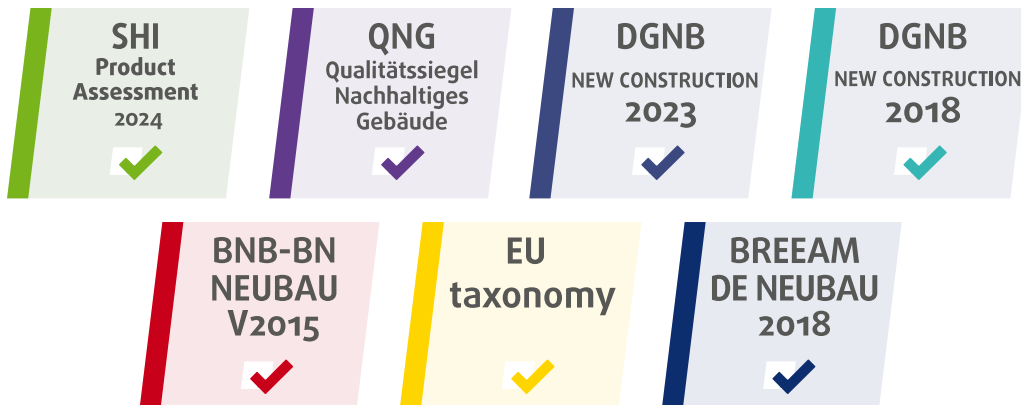 SHI
Product
Assessment
2024
QNG
Qualitätssiegel
Nachhaltiges
Gebäude
DGNB
NEW CONSTRUCTION
2023
DGNB
NEW CONSTRUCTION
2018
BNB-BN
NEUBAU
V2015
EU
taxonomy
BREEAM
DE NEUBAU
2018